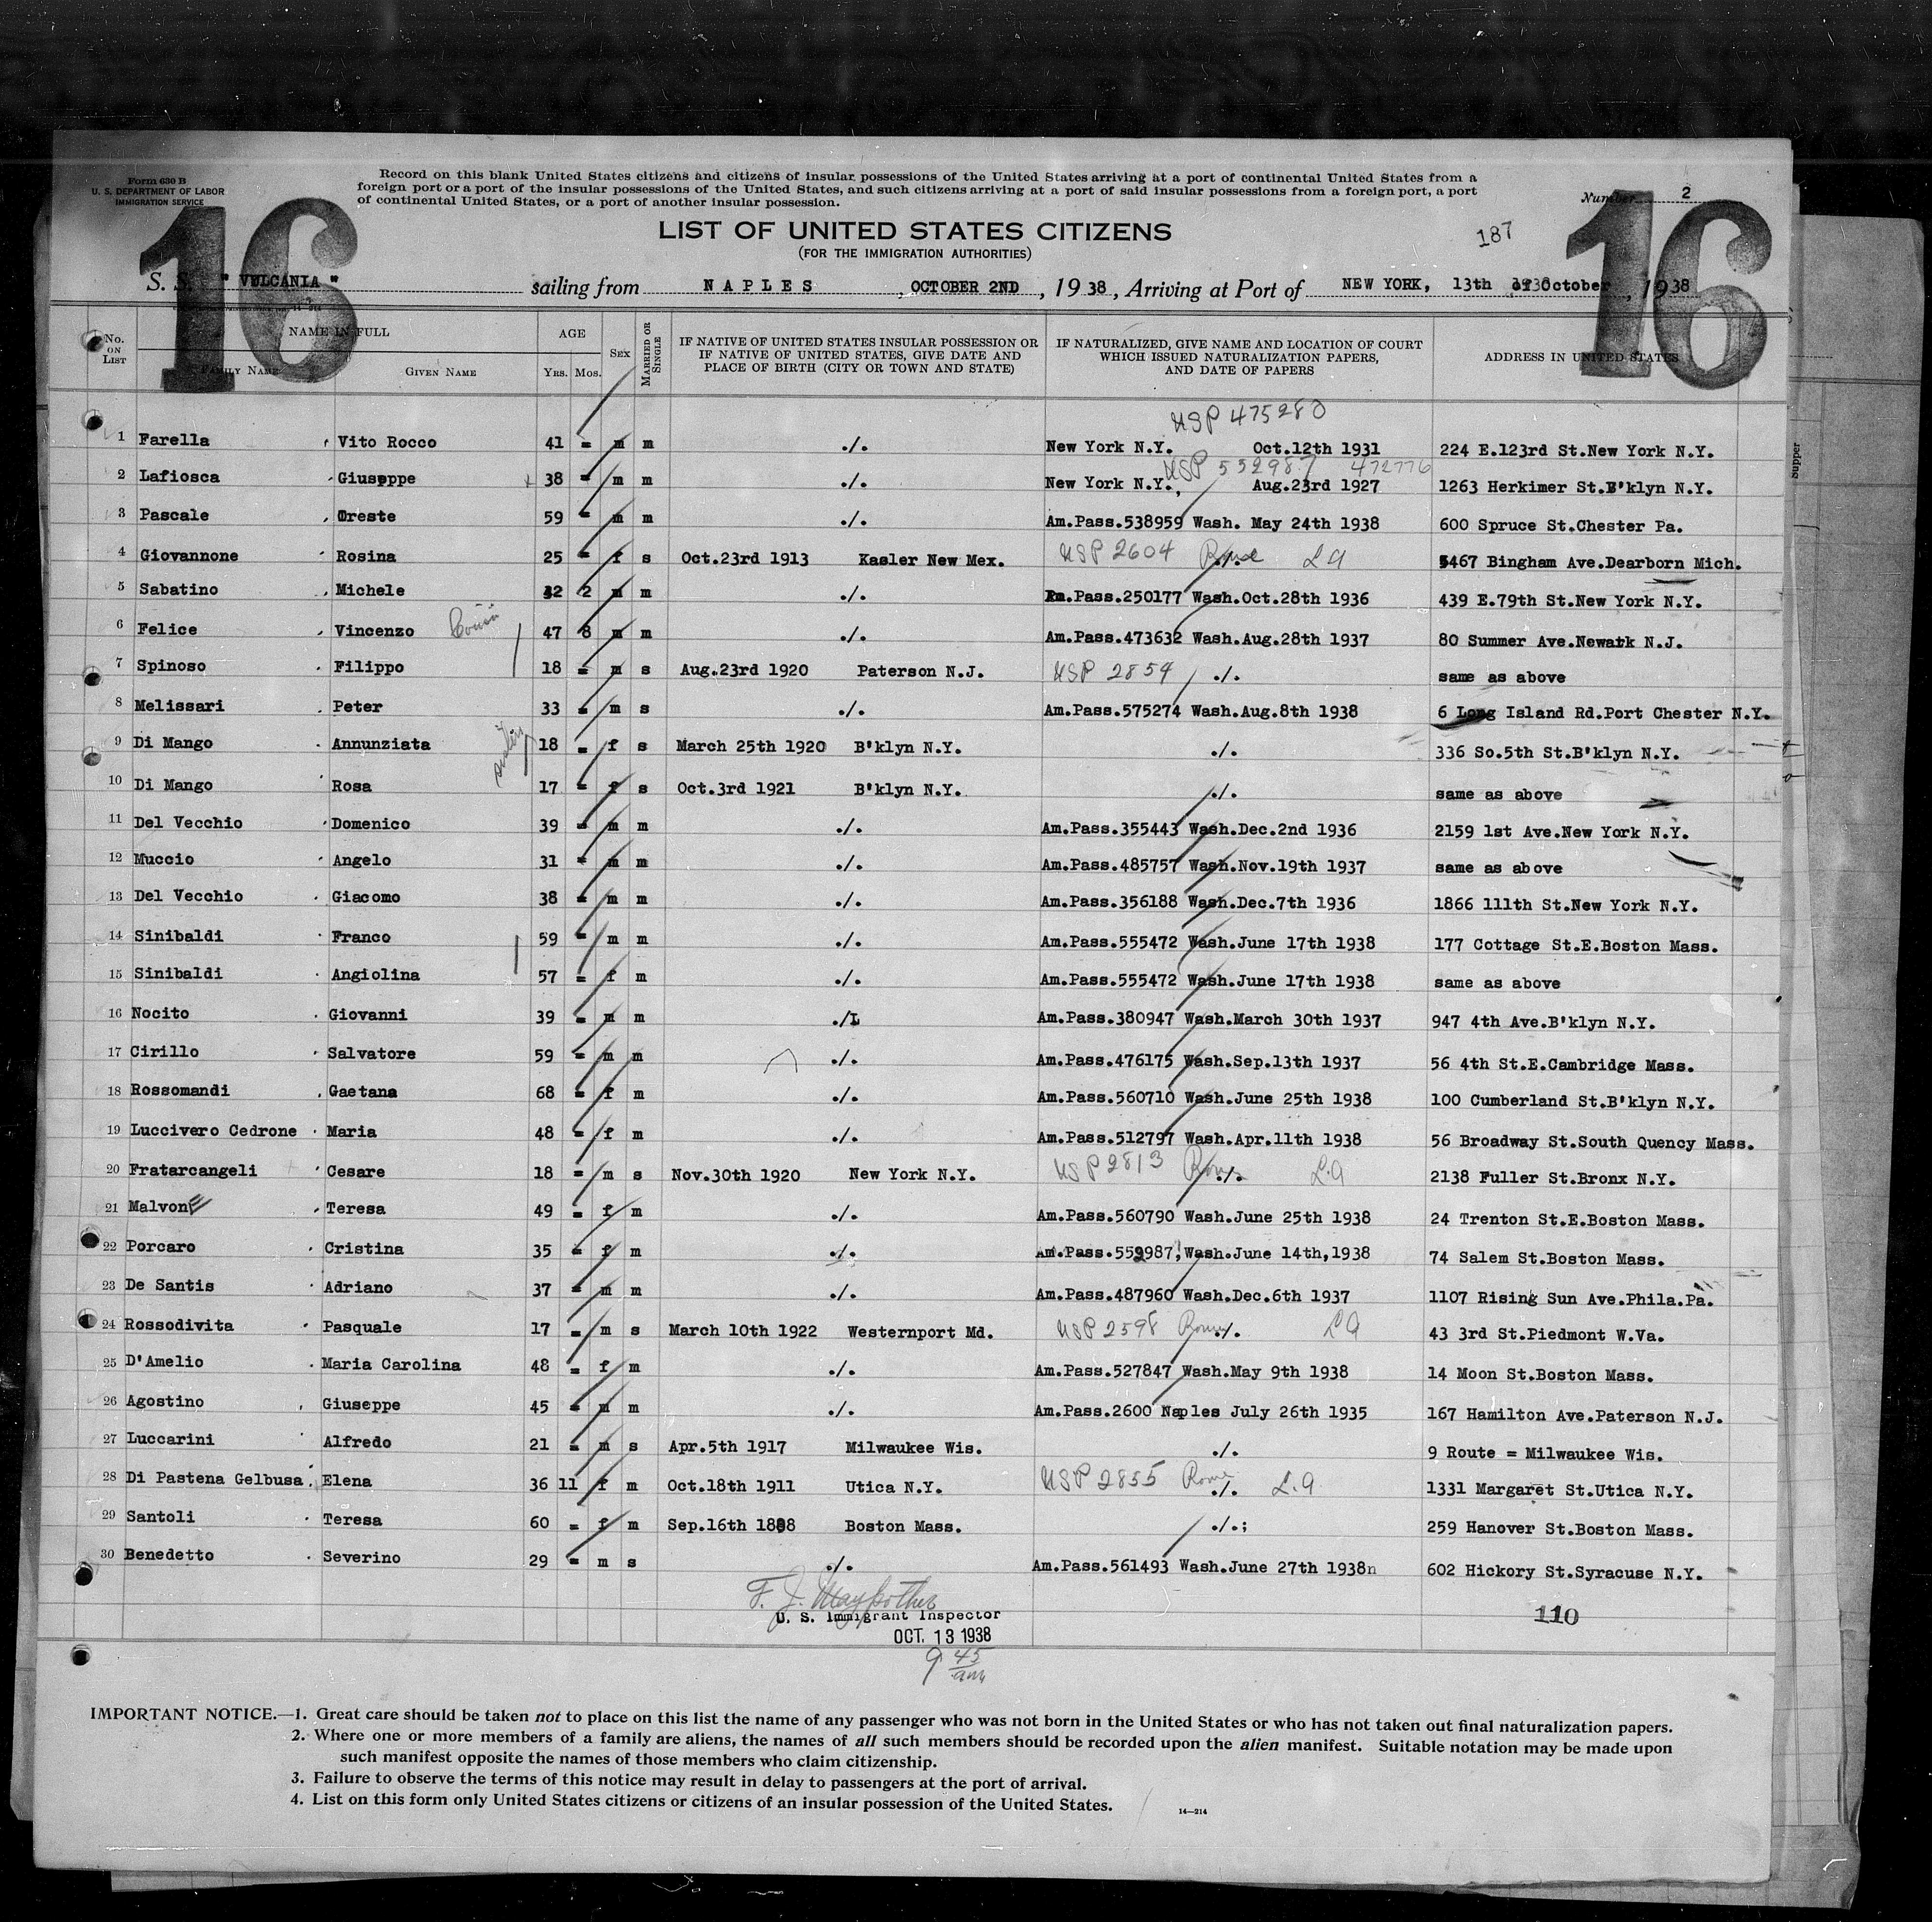 Form 630 B
U. S. DEPARTMENT OF LABOR
IMMIGRATION SERVICE
Record on this blank United States citizens and citizens of insular possessions of the United States arriving at a port of continental United States from a
foreign port or a port of the insular possessions of the United States, and such citizens arriving at a port of said insular possessions from a foreign port, a port
of continental United States, or a port of another insular possession.
Number 2
16
16
LIST OF UNITED STATES CITIZENS
187
(FOR THE IMMIGRATION AUTHORITIES)
S. S. " VULCANIA " sailing from NAPLES, OCTOBER 2ND, 1938, Arriving at Port of NEW YORK, 13th of October, 1938
No. ON LIST NAME IN FULL FAMILY NAME GIVEN NAME AGE YRS. MOS. SEX MARRIED OR SINGLE IF NATIVE OF UNITED STATES INSULAR POSSESSION OR IF NATIVE OF UNITED STATES, GIVE DATE AND PLACE OF BIRTH (CITY OR TOWN AND STATE) IF NATURALIZED, GIVE NAME AND LOCATION OF COURT WHICH ISSUED NATURALIZATION PAPERS, AND DATE OF PAPERS ADDRESS IN UNITED STATES
USP 475280
1 Farella Vito Rocco 41 = m m ./. New York N.Y. Oct.12th 1931 224 E.123rd St.New York N.Y.
USP 552987 472776
2 Lafiosca Giuseppe 38 = m m ./. New York N.Y., Aug.23rd 1927 1263 Herkimer St.B'klyn N.Y.
3 Pascale Oreste 59 = m m ./. Am.Pass.538959 Wash. May 24th 1938 600 Spruce St.Chester Pa.
4 Giovannone Rosina 25 = f s Oct.23rd 1913 Kasler New Mex. USP 2604 Rome ./. L9 5467 Bingham Ave.Dearborn Mich.
5 Sabatino Michele 32 2 m m ./. Am.Pass.250177 Wash.Oct.28th 1936 439 E.79th St.New York N.Y.
6 Felice Vincenzo Cousin 47 8 m m ./. Am.Pass.473632 Wash.Aug.28th 1937 80 Summer Ave.Newark N.J.
7 Spinoso Filippo 18 = m s Aug.23rd 1920 Paterson N.J. USP 2854 ./. same as above
8 Melissari Peter 33 = m s ./. Am.Pass.575274 Wash.Aug.8th 1938 6 Long Island Rd.Port Chester N.Y.
9 Di Mango Annunziata 18 = f s March 25th 1920 B'klyn N.Y. ./. 336 So.5th St.B'klyn N.Y.
10 Di Mango Rosa 17 = f s Oct.3rd 1921 B'klyn N.Y. ./. same as above
11 Del Vecchio Domenico 39 = m m ./. Am.Pass.355443 Wash.Dec.2nd 1936 2159 1st Ave.New York N.Y.
12 Muccio Angelo 31 = m m ./. Am.Pass.485757 Wash.Nov.19th 1937 same as above
13 Del Vecchio Giacomo 38 = m m ./. Am.Pass.356188 Wash.Dec.7th 1936 1866 111th St.New York N.Y.
14 Sinibaldi Franco 59 = m m ./. Am.Pass.555472 Wash.June 17th 1938 177 Cottage St.E.Boston Mass.
15 Sinibaldi Angiolina 57 = f m ./. Am.Pass.555472 Wash.June 17th 1938 same as above
16 Nocito Giovanni 39 = m m ./. Am.Pass.380947 Wash.March 30th 1937 947 4th Ave.B'klyn N.Y.
17 Cirillo Salvatore 59 = m m ./. Am.Pass.476175 Wash.Sep.13th 1937 56 4th St.E.Cambridge Mass.
18 Rossomandi Gaetana 68 = f m ./. Am.Pass.560710 Wash.June 25th 1938 100 Cumberland St.B'klyn N.Y.
19 Luccivero Cedrone Maria 48 = f m ./. Am.Pass.512797 Wash.Apr.11th 1938 56 Broadway St.South Quency Mass.
20 Fratarcangeli Cesare 18 = m s Nov.30th 1920 New York N.Y. USP 2813 Rome ./. L.9 2138 Fuller St.Bronx N.Y.
21 MalvonE Teresa 49 = f m ./. Am.Pass.560790 Wash.June 25th 1938 24 Trenton St.E.Boston Mass.
22 Porcaro Cristina 35 = f m ./. Am.Pass.552987, Wash.June 14th,1938 74 Salem St.Boston Mass.
23 De Santis Adriano 37 = m m ./. Am.Pass.487960 Wash.Dec.6th 1937 1107 Rising Sun Ave.Phila.Pa.
24 Rossodivita Pasquale 17 = m s March 10th 1922 Westernport Md. USP 2598 Rome ./. L9 43 3rd St.Piedmont W.Va.
25 D'Amelio Maria Carolina 48 = f m ./. Am.Pass.527847 Wash.May 9th 1938 14 Moon St.Boston Mass.
26 Agostino Giuseppe 45 = m m ./. Am.Pass.2600 Naples July 26th 1935 167 Hamilton Ave.Paterson N.J.
27 Luccarini Alfredo 21 = m s Apr.5th 1917 Milwaukee Wis. ./. 9 Route = Milwaukee Wis.
28 Di Pastena Gelbusa Elena 36 11 f m Oct.18th 1911 Utica N.Y. USP 2855 Rome ./. L.9 1331 Margaret St.Utica N.Y.
29 Santoli Teresa 60 = f m Sep.16th 1888 Boston Mass. ./.; 259 Hanover St.Boston Mass.
30 Benedetto Severino 29 = m s ./. Am.Pass.561493 Wash.June 27th 1938n 602 Hickory St.Syracuse N.Y.
F. J.
U. S. Immigrant Inspector
110
OCT. 13 1938
9 45 am
IMPORTANT NOTICE.—1. Great care should be taken not to place on this list the name of any passenger who was not born in the United States or who has not taken out final naturalization papers.
2. Where one or more members of a family are aliens, the names of all such members should be recorded upon the alien manifest. Suitable notation may be made upon
such manifest opposite the names of those members who claim citizenship.
3. Failure to observe the terms of this notice may result in delay to passengers at the port of arrival.
4. List on this form only United States citizens or citizens of an insular possession of the United States.
14—214
Supper